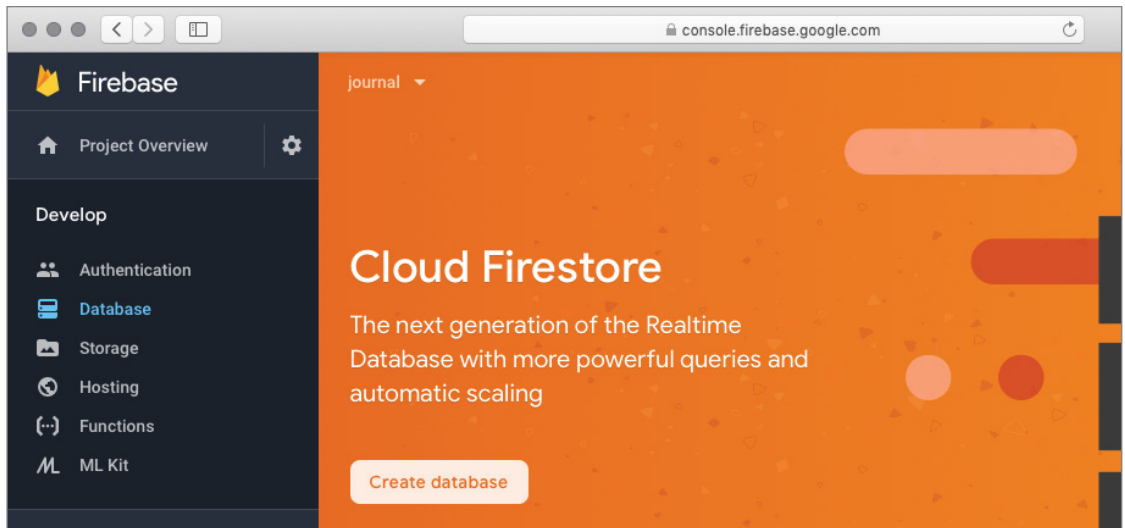 console.firebase.google.com
Firebase
Project Overview
Develop
Authentication
Database
Storage
Hosting
Functions
ML Kit
journal
Cloud Firestore
The next generation of the Realtime
Database with more powerful queries and
automatic scaling
Create database